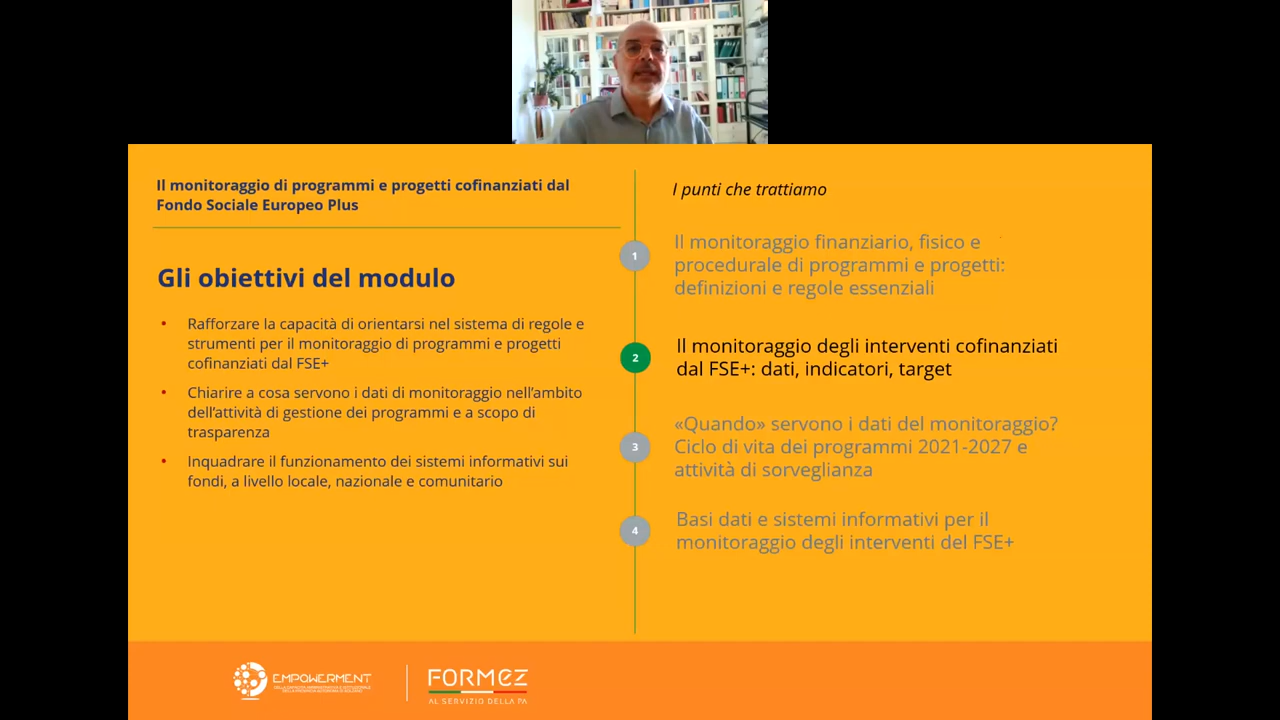 Il monitoraggio di programmi e progetti cofinanziati dal
Fondo Sociale Europeo Plus
Gli obiettivi del modulo
• Rafforzare la capacità di orientarsi nel sistema di regole e
strumenti per il monitoraggio di programmi e progetti
cofinanziati dal FSE+
• Chiarire a cosa servono i dati di monitoraggio nell'ambito
dell'attività di gestione dei programmi e a scopo di
trasparenza
• Inquadrare il funzionamento dei sistemi informativi sui
fondi, a livello locale, nazionale e comunitario
I punti che trattiamo
1
Il monitoraggio finanziario, fisico e
procedurale di programmi e progetti:
definizioni e regole essenziali
2
Il monitoraggio degli interventi cofinanziati
dal FSE+: dati, indicatori, target
3
«Quando» servono i dati del monitoraggio?
Ciclo di vita dei programmi 2021-2027 e
attività di sorveglianza
4
Basi dati e sistemi informativi per il
monitoraggio degli interventi del FSE+
EMPOWERMENT
FORMEZ
AL SERVIZIO DELLA PA